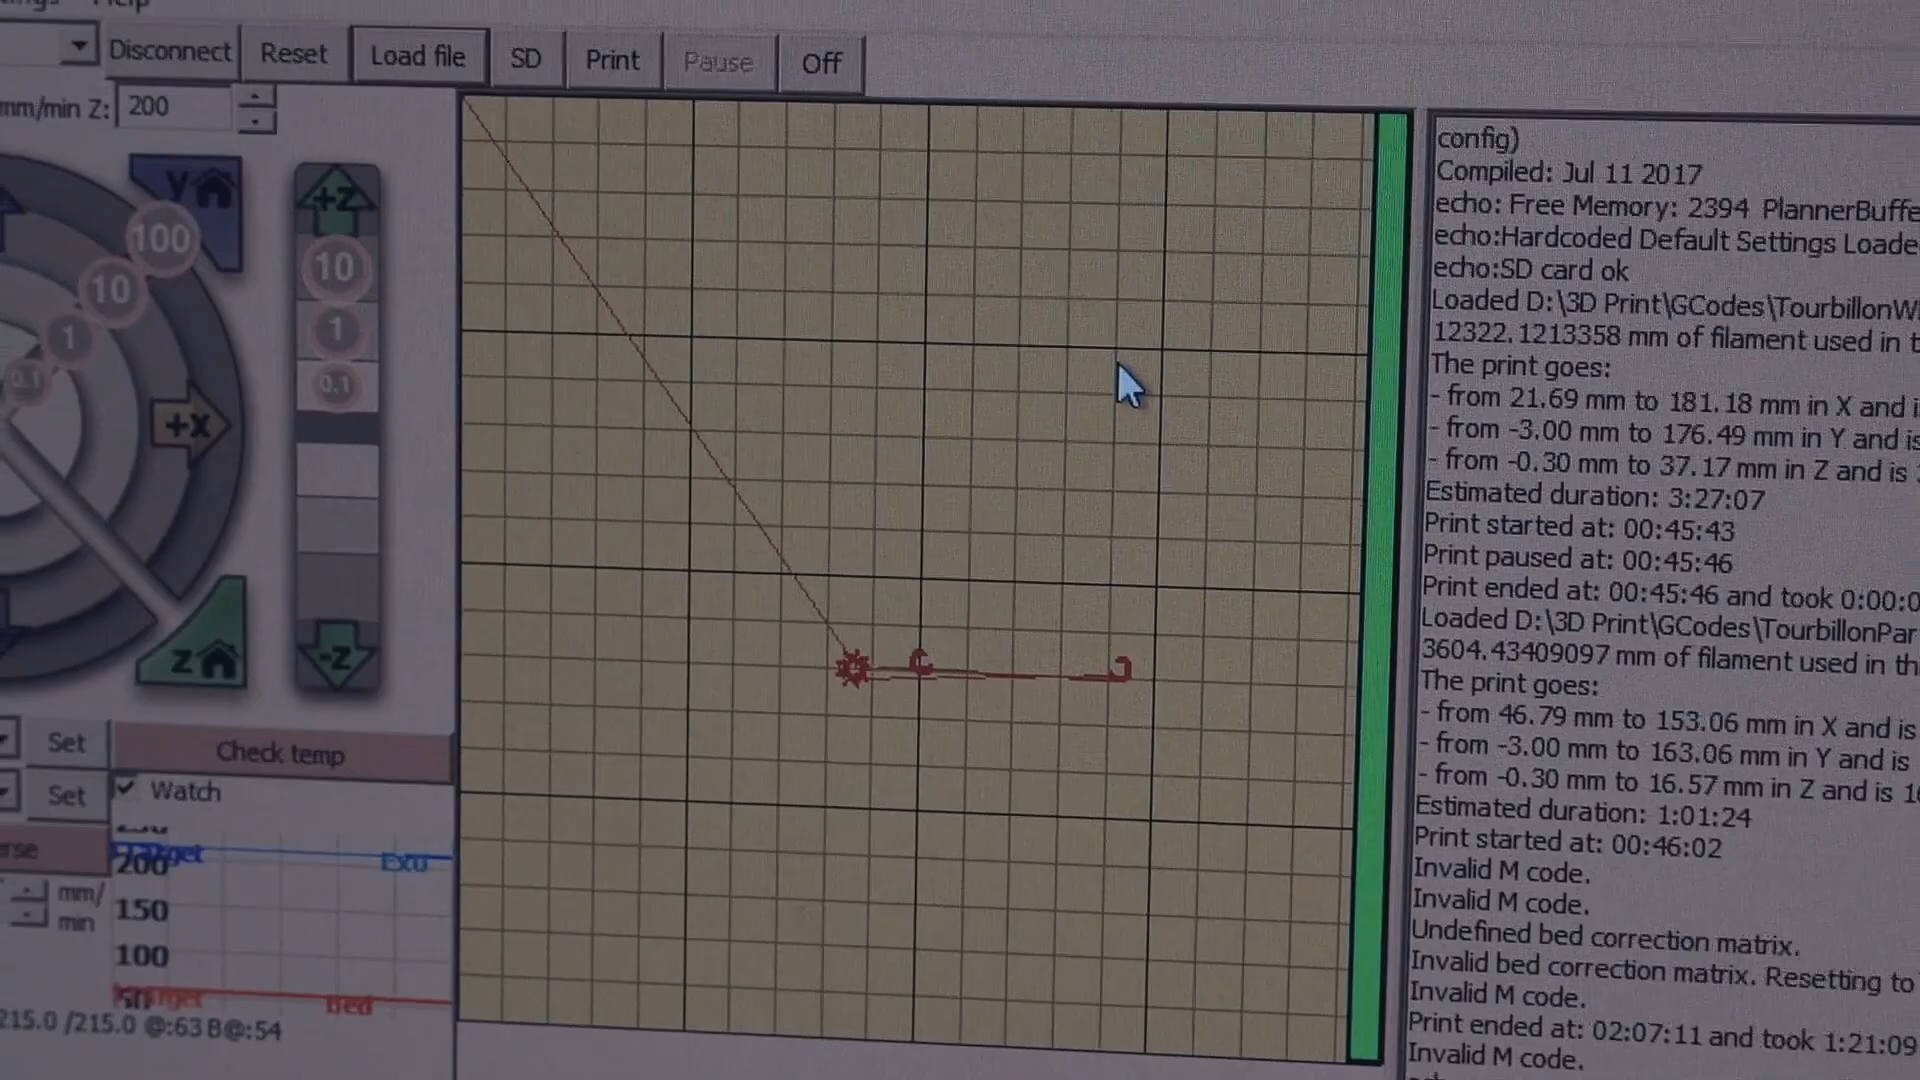 Help
Disconnect
Reset
Load file
SD
Print
Pause
Off
mm/min Z: 200
y
100
10
1
0.1
+X
z
+Z
10
1
0.1
-Z
Set
Check temp
Set
Watch
mm/
min
200
Target
Exo
150
100
50
Target
Bed
215.0 /215.0 @:63 B@:54
config)
Compiled: Jul 11 2017
echo: Free Memory: 2394 PlannerBuffe
echo:Hardcoded Default Settings Loade
echo:SD card ok
Loaded D:\3D Print\GCodes\TourbillonW
12322.1213358 mm of filament used in t
The print goes:
- from 21.69 mm to 181.18 mm in X and i
- from -3.00 mm to 176.49 mm in Y and is
- from -0.30 mm to 37.17 mm in Z and is
Estimated duration: 3:27:07
Print started at: 00:45:43
Print paused at: 00:45:46
Print ended at: 00:45:46 and took 0:00:0
Loaded D:\3D Print\GCodes\TourbillonPar
3604.43409097 mm of filament used in th
The print goes:
- from 46.79 mm to 153.06 mm in X and is
- from -3.00 mm to 163.06 mm in Y and is
- from -0.30 mm to 16.57 mm in Z and is 16
Estimated duration: 1:01:24
Print started at: 00:46:02
Invalid M code.
Invalid M code.
Undefined bed correction matrix.
Invalid bed correction matrix. Resetting to
Invalid M code.
Print ended at: 02:07:11 and took 1:21:09
Invalid M code.